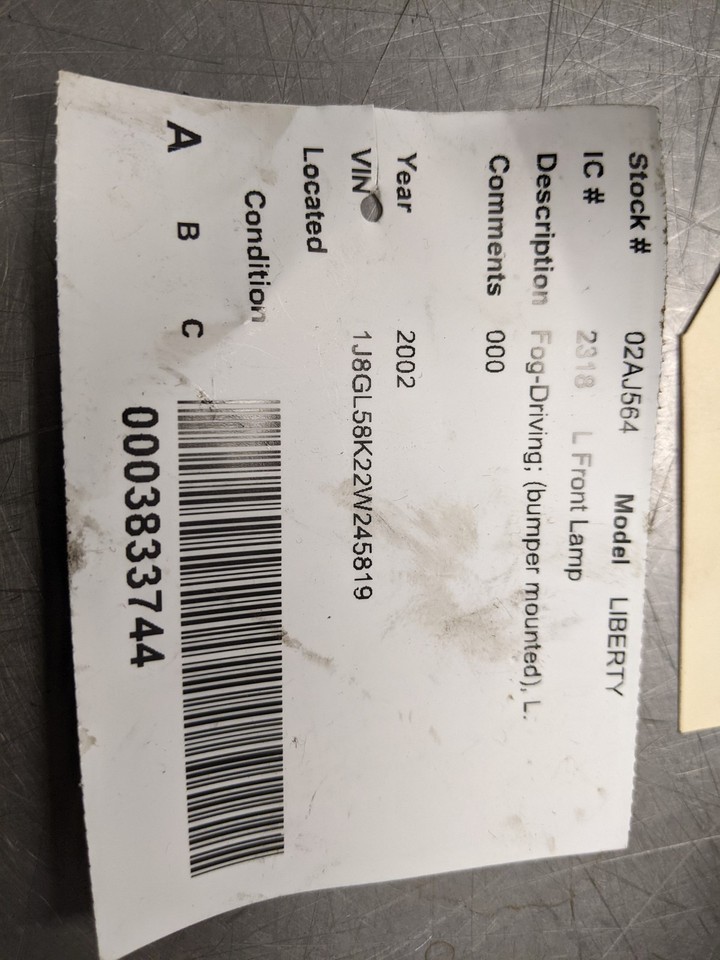 Stock # 02AJ564 Model LIBERTY
IC # 2318 L Front Lamp
Description Fog-Driving; (bumper mounted), L.
Comments 000
Year 2002
VIN 1J8GL58K22W245819
Located
Condition
A B C
0003833744